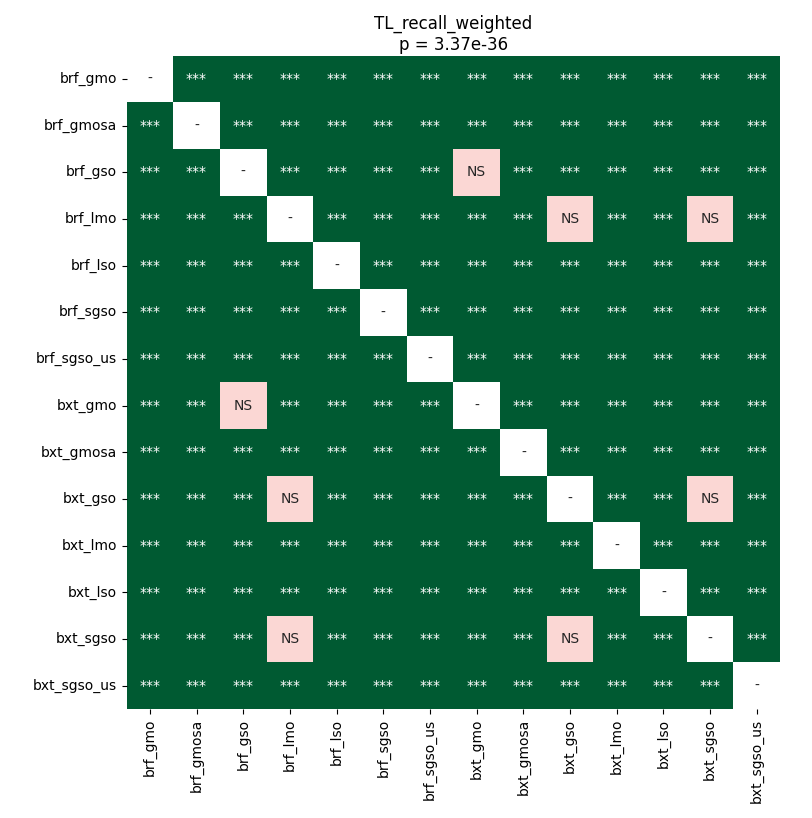 TL_recall_weighted
p = 3.37e-36
brf_gmo - *** *** *** *** *** *** *** *** *** *** *** *** ***
brf_gmosa *** - *** *** *** *** *** *** *** *** *** *** *** ***
brf_gso *** *** - *** *** *** *** NS *** *** *** *** *** ***
brf_lmo *** *** *** - *** *** *** *** *** NS *** *** NS ***
brf_lso *** *** *** *** - *** *** *** *** *** *** *** *** ***
brf_sgso *** *** *** *** *** - *** *** *** *** *** *** *** ***
brf_sgso_us *** *** *** *** *** *** - *** *** *** *** *** *** ***
bxt_gmo *** *** NS *** *** *** *** - *** *** *** *** *** ***
bxt_gmosa *** *** *** *** *** *** *** *** - *** *** *** *** ***
bxt_gso *** *** *** NS *** *** *** *** *** - *** *** NS ***
bxt_lmo *** *** *** *** *** *** *** *** *** *** - *** *** ***
bxt_lso *** *** *** *** *** *** *** *** *** *** *** - *** ***
bxt_sgso *** *** *** NS *** *** *** *** *** NS *** *** - ***
bxt_sgso_us *** *** *** *** *** *** *** *** *** *** *** *** *** -
brf_gmo brf_gmosa brf_gso brf_lmo brf_lso brf_sgso brf_sgso_us bxt_gmo bxt_gmosa bxt_gso bxt_lmo bxt_lso bxt_sgso bxt_sgso_us